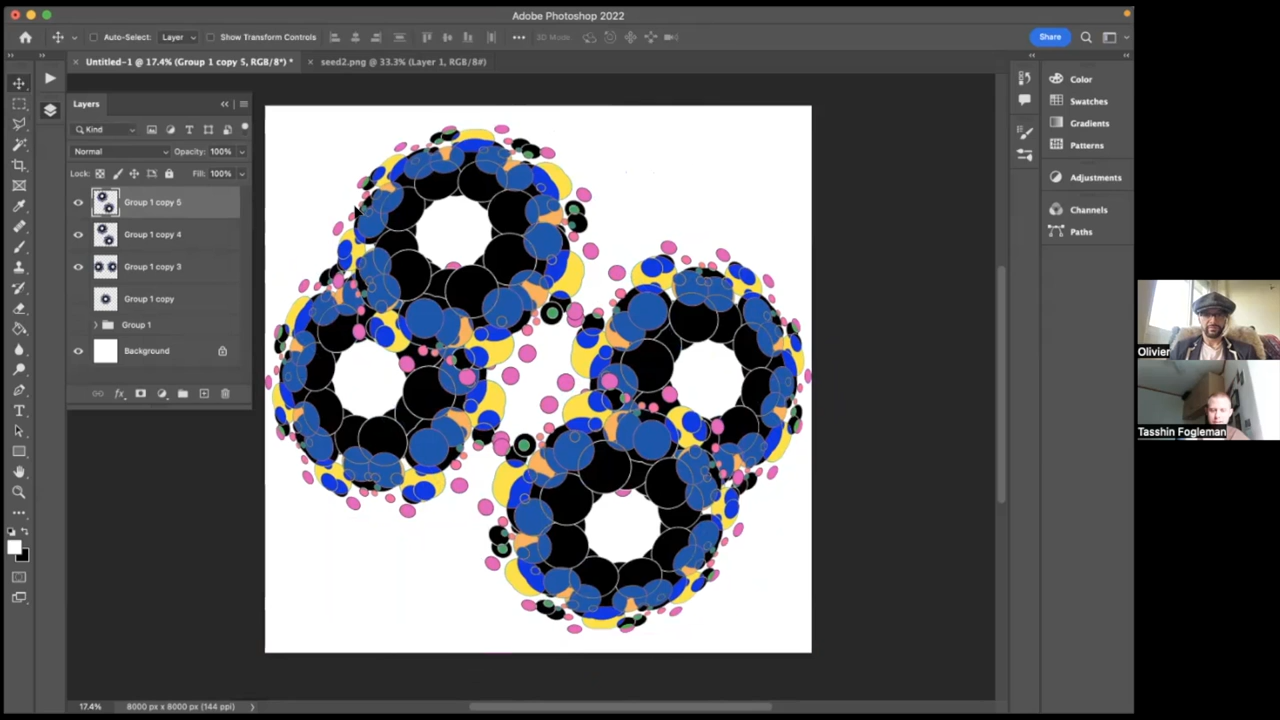 Adobe Photoshop 2022
Auto-Select: Layer Show Transform Controls 3D Mode: Share
Untitled-1 @ 17.4% (Group 1 copy 5, RGB/8*) * seed2.png @ 33.3% (Layer 1, RGB/8#)
Layers
Kind
Normal Opacity: 100%
Lock: Fill: 100%
Group 1 copy 5
Group 1 copy 4
Group 1 copy 3
Group 1 copy
Group 1
Background
Color
Swatches
Gradients
Patterns
Adjustments
Channels
Paths
Olivier
Tasshin Fogleman
17.4% 8000 px x 8000 px (144 ppi)